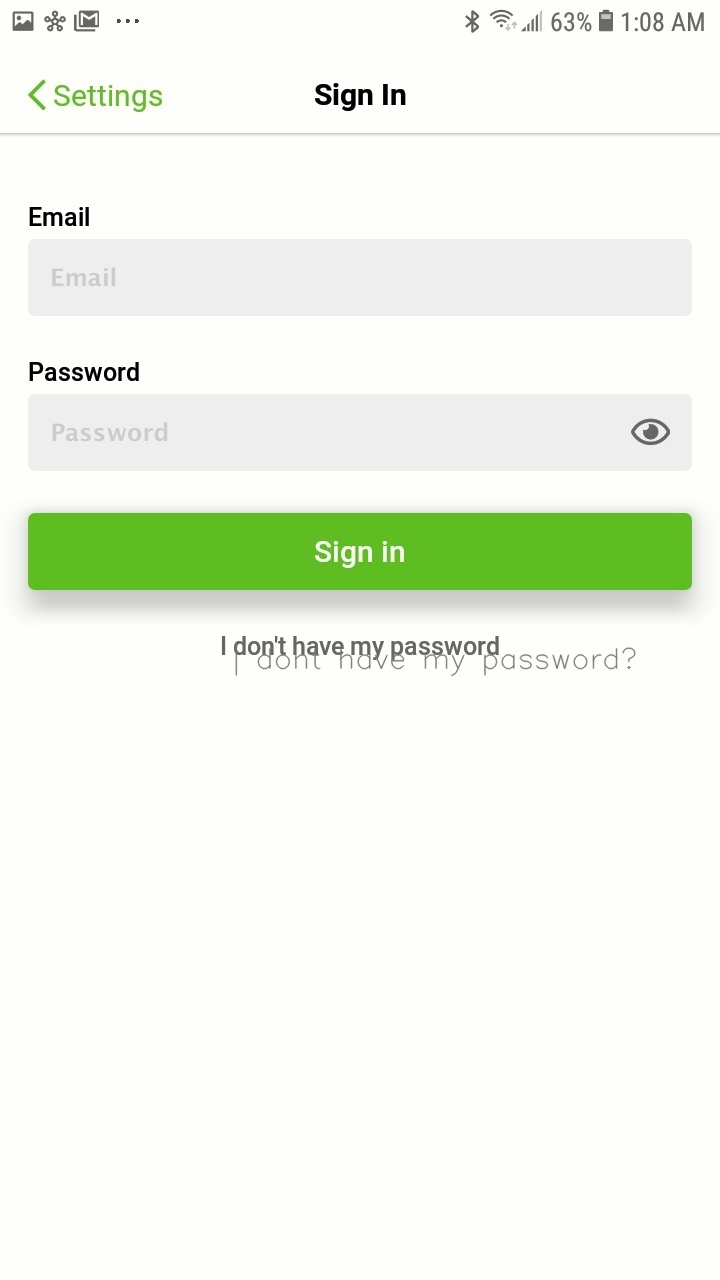 63% 1:08 AM
Settings Sign In
Email
Email
Password
Password
Sign in
I don't have my password
I dont have my password?